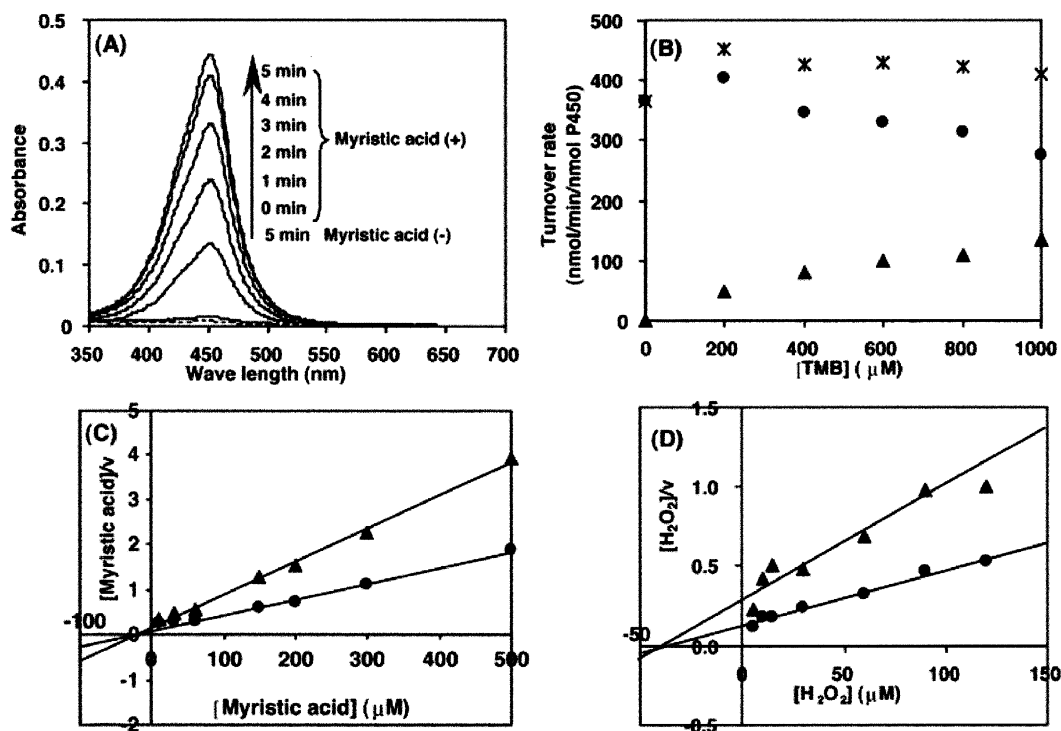 (A)
0.5
0.4
0.3
0.2
0.1
0
Absorbance
350 400 450 500 550 600 650 700
Wave length (nm)
5 min
4 min
3 min
2 min
1 min
0 min
Myristic acid (+)
5 min Myristic acid (-)
(B)
500
400
300
200
100
0
Turnover rate
(nmol/min/nmol P450)
0 200 400 600 800 1000
[TMB] ( μM)
(C)
5
4
3
2
1
0
-1
-2
[Myristic acid]/v
-100 0 100 200 300 400 500
[Myristic acid] (μM)
(D)
1.5
1.0
0.5
0.0
-0.5
[H2O2]/v
-50 0 50 100 150
[H2O2] (μM)